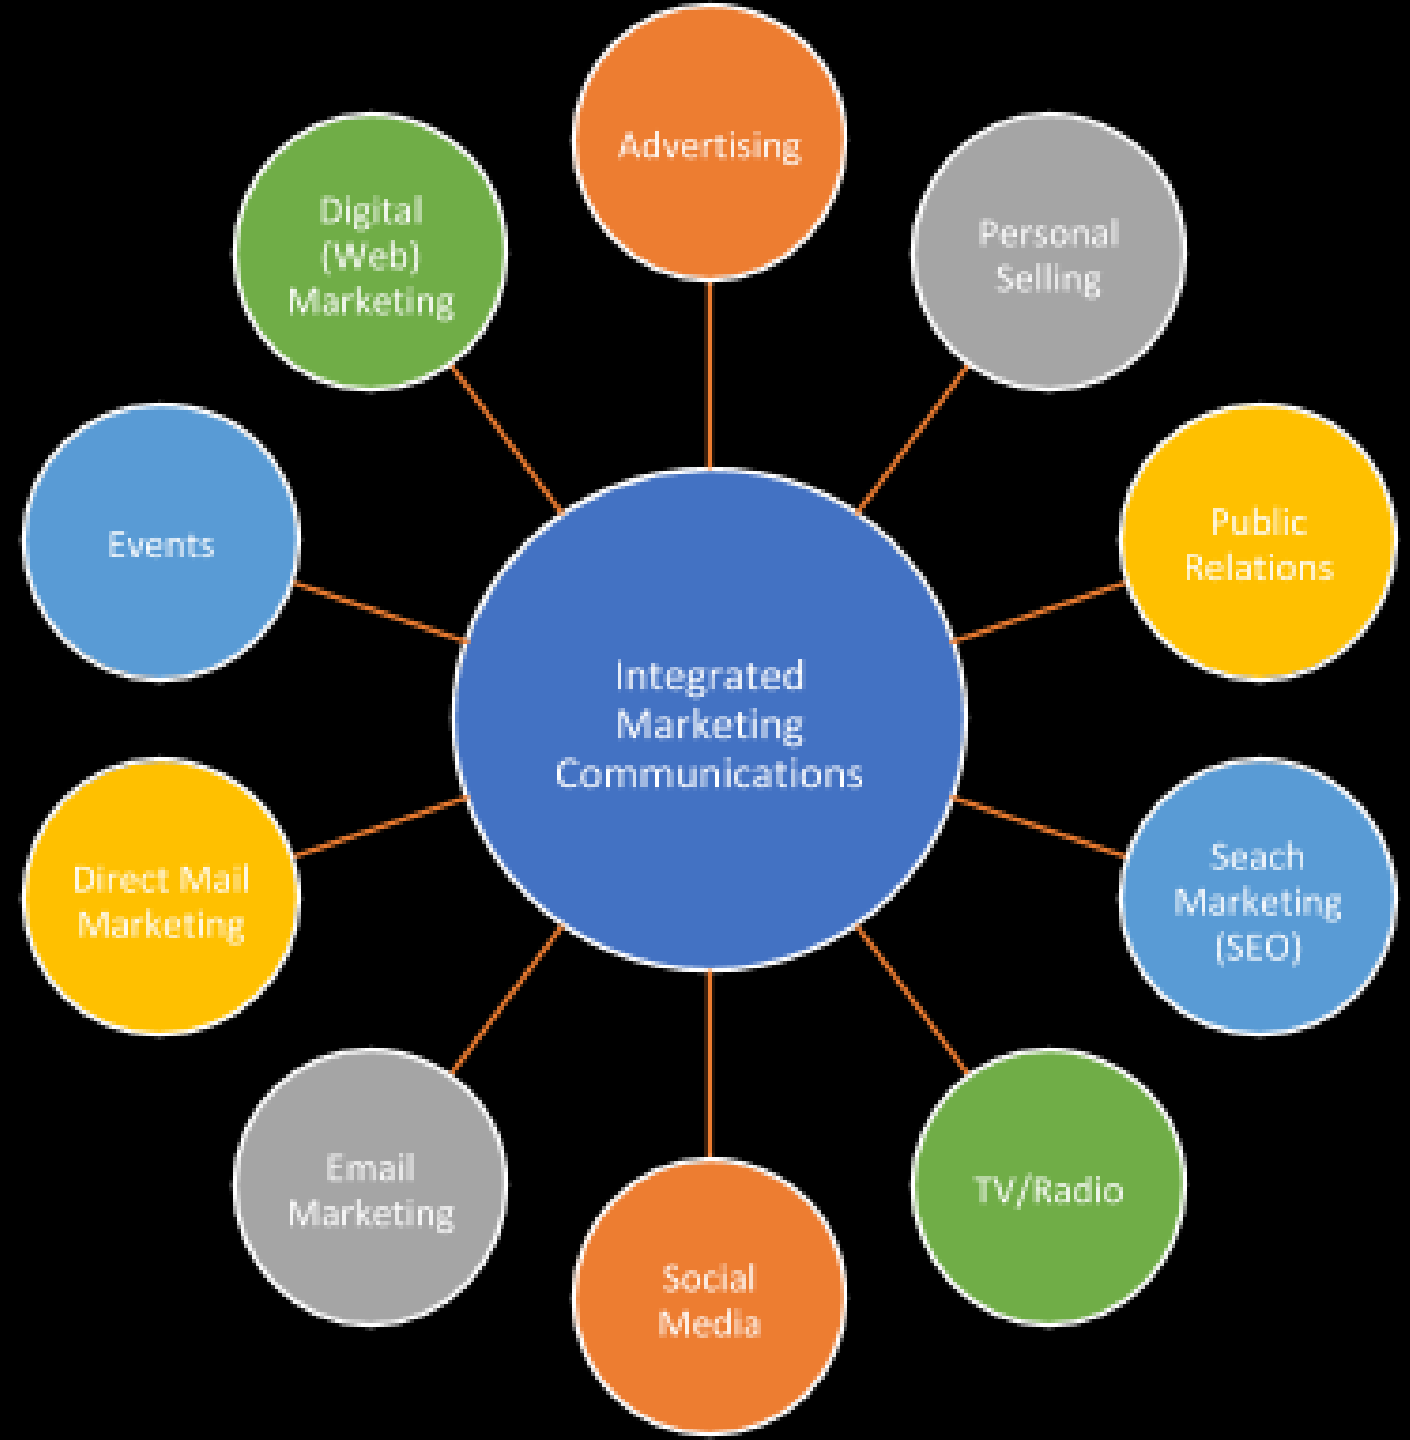 Advertising
Personal
Selling
Public
Relations
Seach
Marketing
(SEO)
TV/Radio
Social
Media
Email
Marketing
Direct Mail
Marketing
Events
Digital
(Web)
Marketing
Integrated
Marketing
Communications